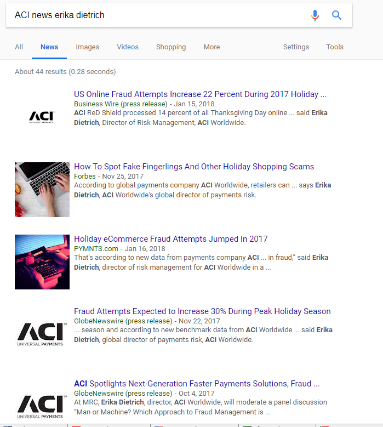 ACI news erika dietrich
All News Images Videos Shopping More Settings Tools
About 44 results (0.28 seconds)
US Online Fraud Attempts Increase 22 Percent During 2017 Holiday ...
Business Wire (press release) - Jan 15, 2018
ACI ReD Shield processed 14 percent of all Thanksgiving Day online ... said Erika
Dietrich, Director of Risk Management, ACI Worldwide.
ACI
How To Spot Fake Fingerlings And Other Holiday Shopping Scams
Forbes - Nov 25, 2017
According to global payments company ACI Worldwide, retailers can ... says Erika
Dietrich, ACI Worldwide's global director of payments risk.
Holiday eCommerce Fraud Attempts Jumped In 2017
PYMNTS.com - Jan 16, 2018
That's according to new data from payments company ACI ... in fraud," said Erika
Dietrich, director of risk management for ACI Worldwide in a ...
Fraud Attempts Expected to Increase 30% During Peak Holiday Season
GlobeNewswire (press release) - Nov 22, 2017
... season and according to new benchmark data from ACI Worldwide ... said Erika
Dietrich, global director of payments risk, ACI Worldwide.
ACI
UNIVERSAL PAYMENTS
ACI Spotlights Next-Generation Faster Payments Solutions, Fraud ...
GlobeNewswire (press release) - Oct 4, 2017
At MRC, Erika Dietrich, director, ACI Worldwide, will moderate a panel discussion
"Man or Machine? Which Approach to Fraud Management is ...
ACI
UNIVERSAL PAYMENTS